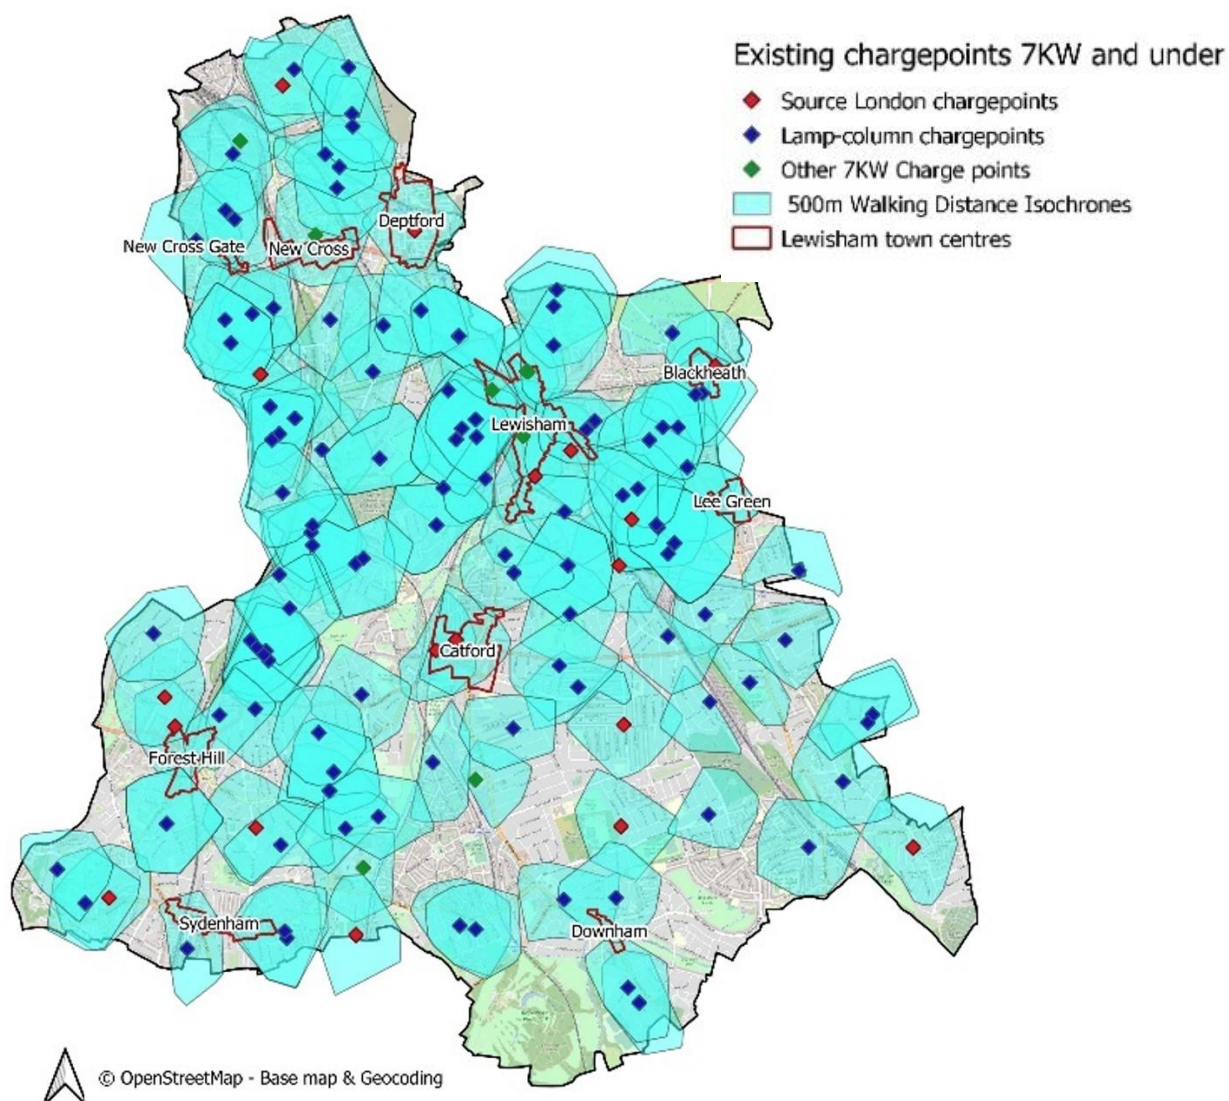 Existing chargepoints 7KW and under
Source London chargepoints
Lamp-column chargepoints
Other 7KW Charge points
500m Walking Distance Isochrones
Lewisham town centres
Deptford
New Cross Gate
New Cross
Blackheath
Lewisham
Lee Green
Catford
Forest Hill
Sydenham
Downham
© OpenStreetMap - Base map & Geocoding